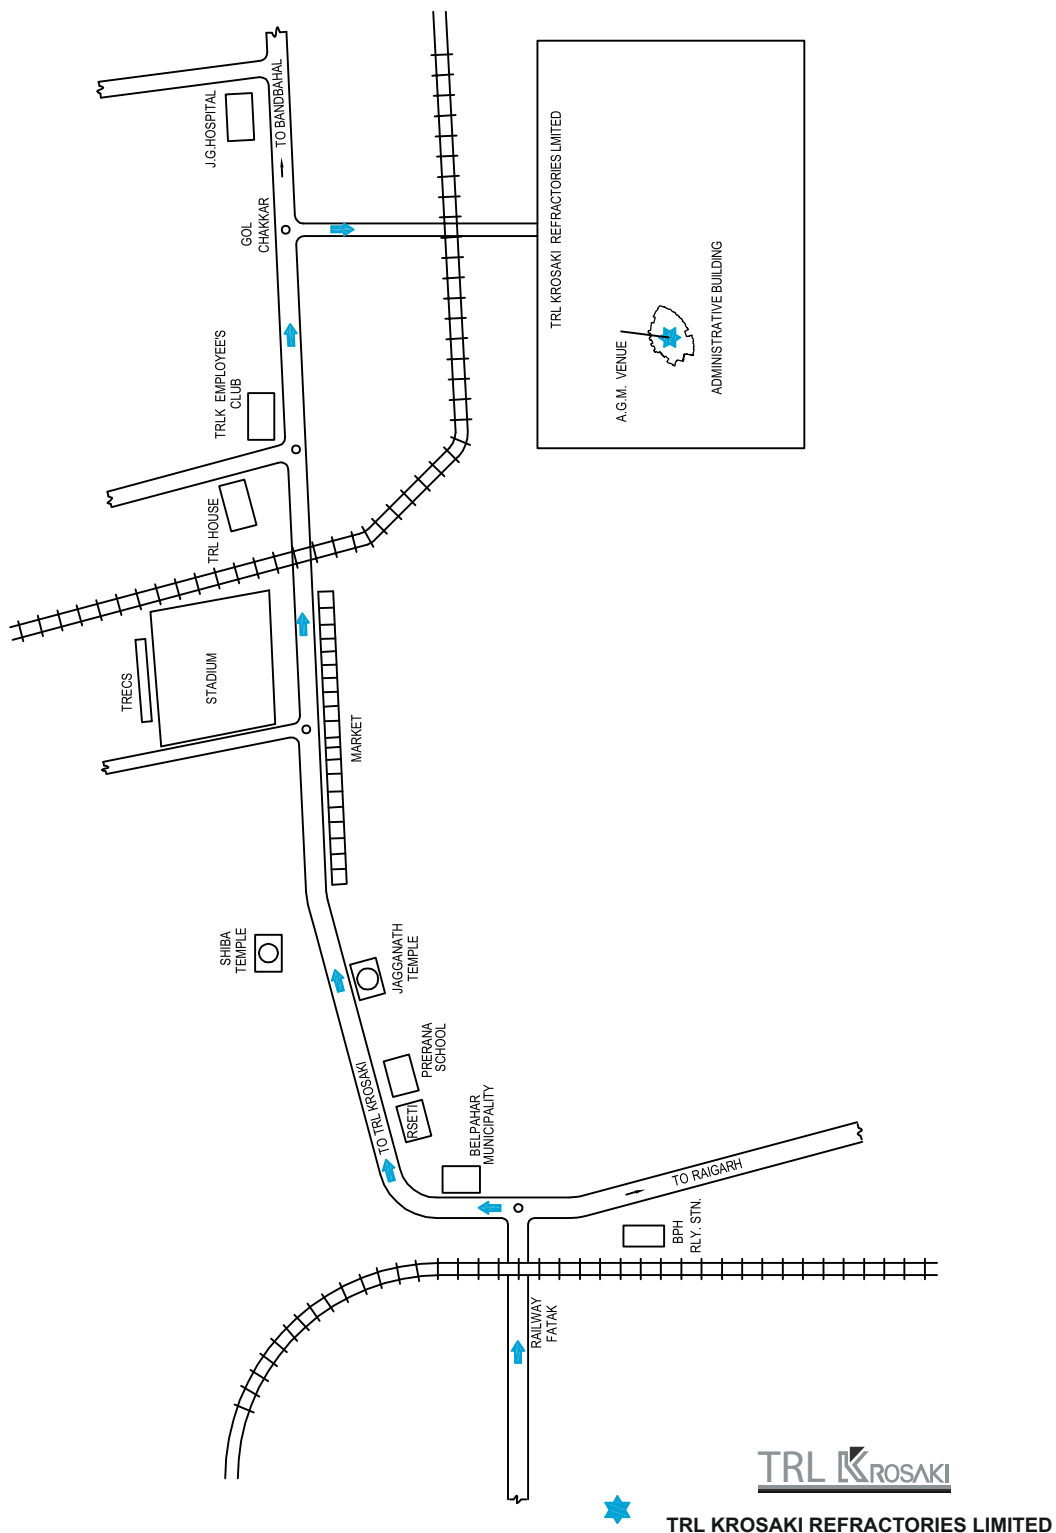 J.G.HOSPITAL
TO BANDBAHAL
GOL
CHAKKAR
TRL KROSAKI  REFRACTORIES LMITED
A.G.M.  VENUE
ADMINISTRATIVE BUILDING
TRLK  EMPLOYEE'S
CLUB
TRL HOUSE
TRECS
STADIUM
MARKET
SHIBA
TEMPLE
JAGGANATH
TEMPLE
PRERANA
SCHOOL
TO TRL KROSAKI
RSETI
BELPAHAR
MUNICIPALITY
TO RAIGARH
BPH
RLY. STN.
RAILWAY
FATAK
TRL KROSAKI
TRL KROSAKI REFRACTORIES LIMITED